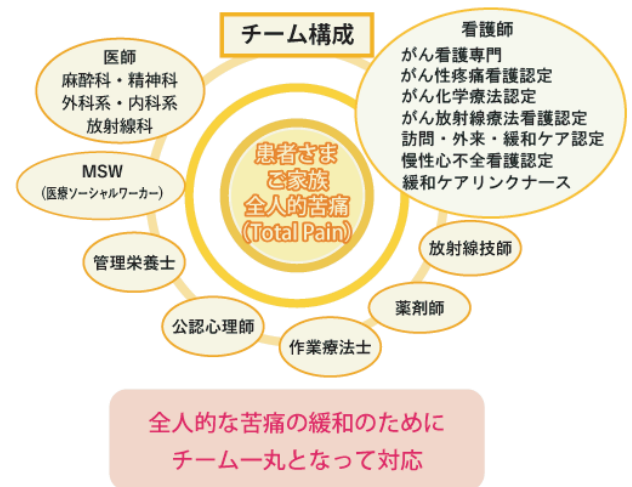 チーム構成
医師
麻酔科・精神科
外科系・内科系
放射線科
看護師
がん看護専門
がん性疼痛看護認定
がん化学療法認定
がん放射線療法看護認定
訪問・外来・緩和ケア認定
慢性心不全看護認定
緩和ケアリンクナース
患者さま
ご家族
全人的苦痛
(Total Pain)
MSW
(医療ソーシャルワーカー)
管理栄養士
公認心理師
作業療法士
薬剤師
放射線技師
全人的な苦痛の緩和のために
チーム一丸となって対応